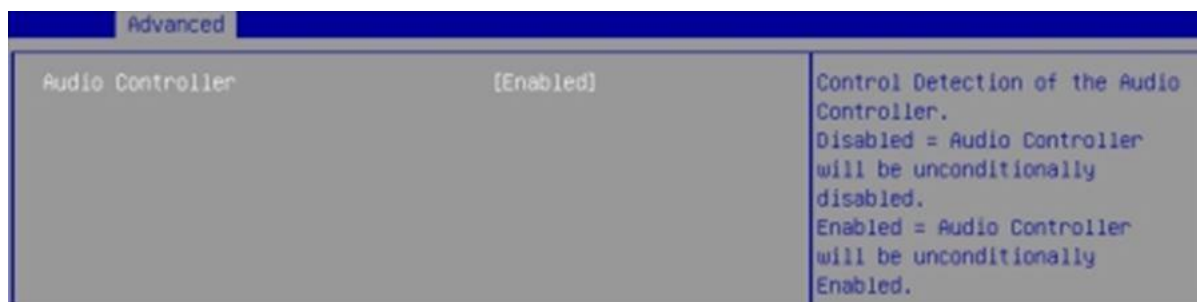 Advanced
Audio Controller [Enabled]
Control Detection of the Audio
Controller.
Disabled = Audio Controller
will be unconditionally
disabled.
Enabled = Audio Controller
will be unconditionally
Enabled.